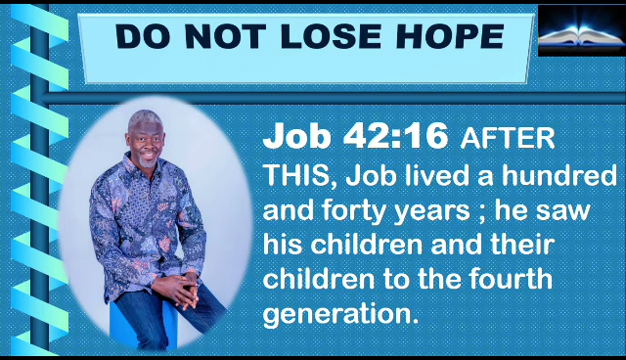 DO NOT LOSE HOPE
Job 42:16 AFTER
THIS, Job lived a hundred
and forty years ; he saw
his children and their
children to the fourth
generation.